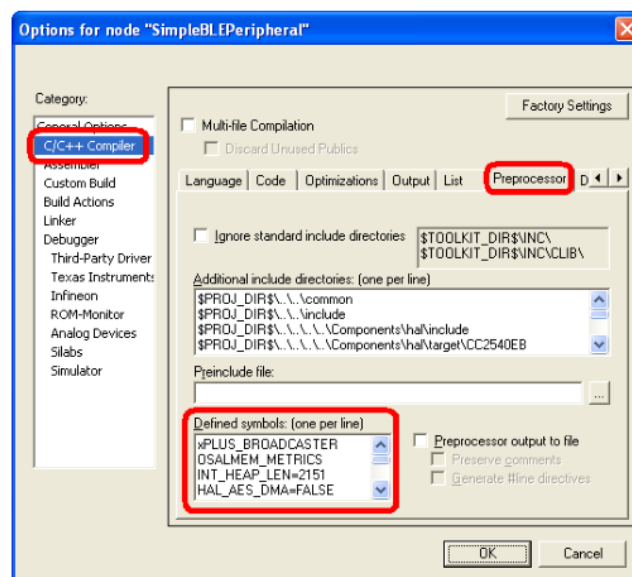 Options for node "SimpleBLEPeripheral"
Category:
General Options
C/C++ Compiler
Assembler
Custom Build
Build Actions
Linker
Debugger
Third-Party Driver
Texas Instruments
Infineon
ROM-Monitor
Analog Devices
Silabs
Simulator
Factory Settings
Multi-file Compilation
Discard Unused Publics
Language Code Optimizations Output List Preprocessor D
Ignore standard include directories
$TOOLKIT_DIR$\INC\
$TOOLKIT_DIR$\INC\CLIB\
Additional include directories: (one per line)
$PROJ_DIR$\..\..\common
$PROJ_DIR$\..\..\include
$PROJ_DIR$\..\..\..\..\Components\hal\include
$PROJ_DIR$\..\..\..\..\Components\hal\target\CC2540EB
Preinclude file:
...
Defined symbols: (one per line)
xPLUS_BROADCASTER
OSALMEM_METRICS
INT_HEAP_LEN=2151
HAL_AES_DMA=FALSE
Preprocessor output to file
Preserve comments
Generate #line directives
OK
Cancel